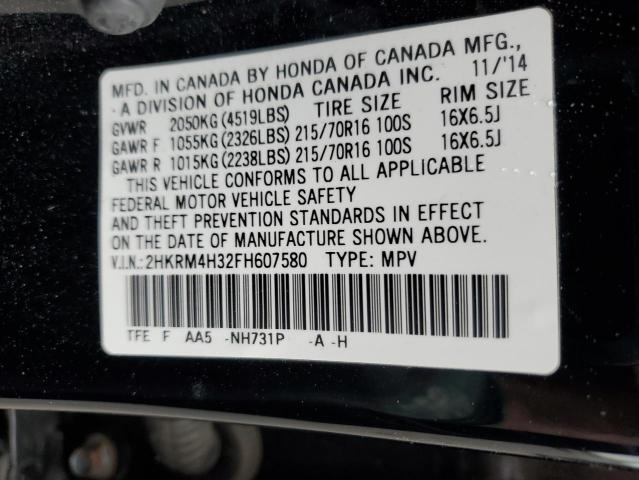 MFD. IN CANADA BY HONDA OF CANADA MFG.,
-A DIVISION OF HONDA CANADA INC. 11/'14
GVWR 2050KG(4519LBS) TIRE SIZE RIM SIZE
GAWR F 1055KG(2326LBS) 215/70R16 100S 16X6.5J
GAWR R 1015KG(2238LBS) 215/70R16 100S 16X6.5J
THIS VEHICLE CONFORMS TO ALL APPLICABLE
FEDERAL MOTOR VEHICLE SAFETY
AND THEFT PREVENTION STANDARDS IN EFFECT
ON THE DATE OF MANUFACTURE SHOWN ABOVE.
V.I.N.:2HKRM4H32FH607580 TYPE: MPV
TFE F AA5 -NH731P -A -H